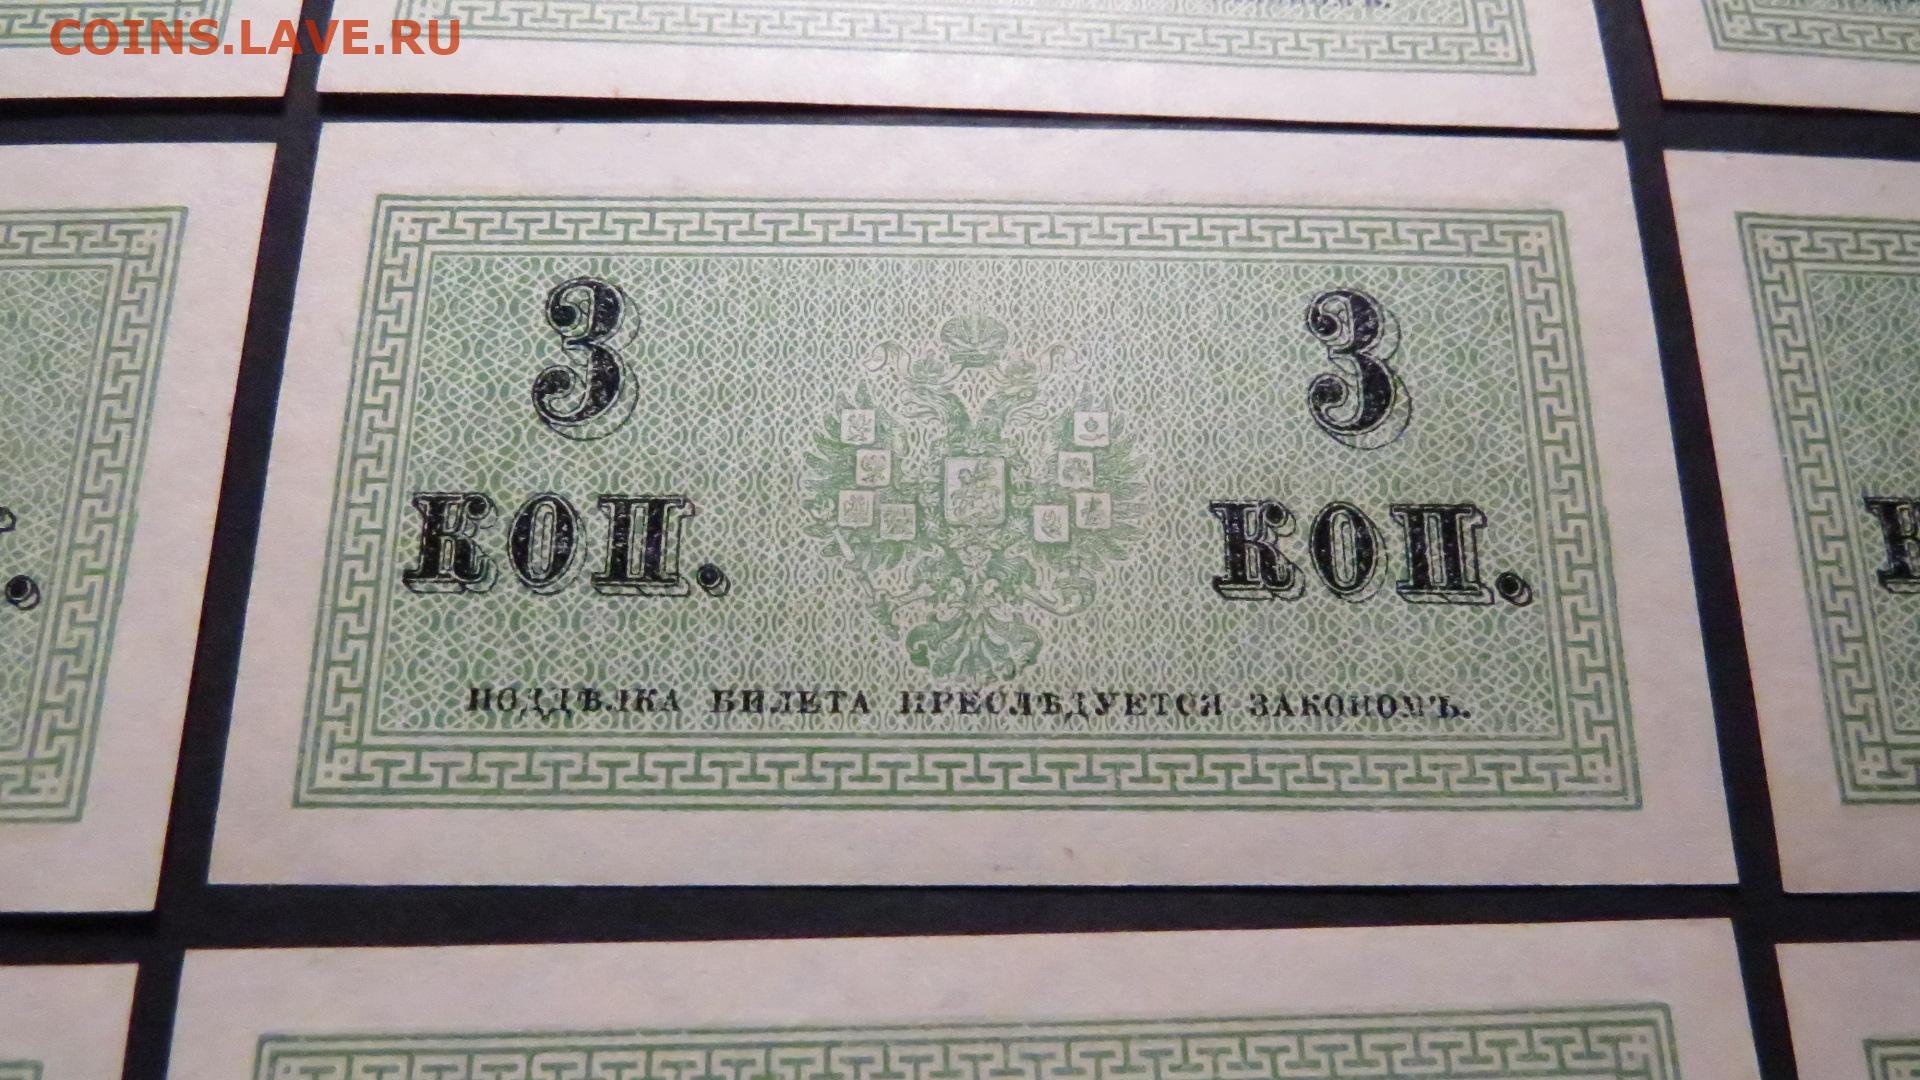 COINS.LAVE.RU
3 3
КОП. КОП.
ПОДДѢЛКА БИЛЕТА ПРЕСЛѢДУЕТСЯ ЗАКОНОМЪ.